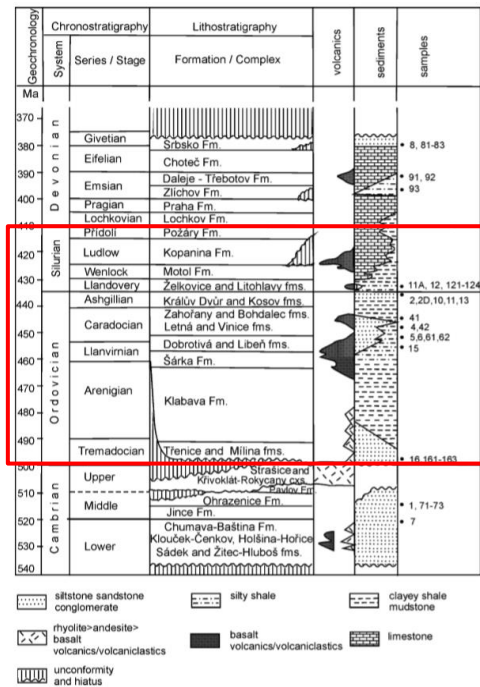 Geochronology
Chronostratigraphy
Lithostratigraphy
System
Series / Stage
Formation / Complex
volcanics
sediments
samples
Ma
370
380
390
400
410
420
430
440
450
460
470
480
490
500
510
520
530
540
Devonian
Silurian
Ordovician
Cambrian
Givetian
Srbsko Fm.
8, 81-83
Eifelian
Choteč Fm.
Emsian
Daleje - Třebotov Fm.
91, 92
Zlíchov Fm.
93
Pragian
Praha Fm.
Lochkovian
Lochkov Fm.
Přídolí
Požáry Fm.
Ludlow
Kopanina Fm.
Wenlock
Motol Fm.
Llandovery
Želkovice and Litohlavy fms.
11A, 12, 121-124
Ashgillian
Králův Dvůr and Kosov fms.
2,2D,10,11,13
Caradocian
Zahořany and Bohdalec fms.
41
Letná and Vinice fms.
4,42
5,6,61,62
Llanvirnian
Dobrotivá and Libeň fms.
15
Šárka Fm.
Arenigian
Klabava Fm.
Tremadocian
Třenice and Mílina fms.
16,161-163
Upper
Strašice and
Křivoklát-Rokycany cxs.
Pavlov Fm.
Middle
Ohrazenice Fm.
1, 71-73
Jince Fm.
Lower
Chumava-Baština Fm.
7
Klouček-Čenkov, Holšina-Hořice
Sádek and Žitec-Hluboš fms.
siltstone sandstone
conglomerate
silty shale
clayey shale
mudstone
rhyolite>andesite>
basalt
volcanics/volcaniclastics
basalt
volcanics/volcaniclastics
limestone
unconformity
and hiatus